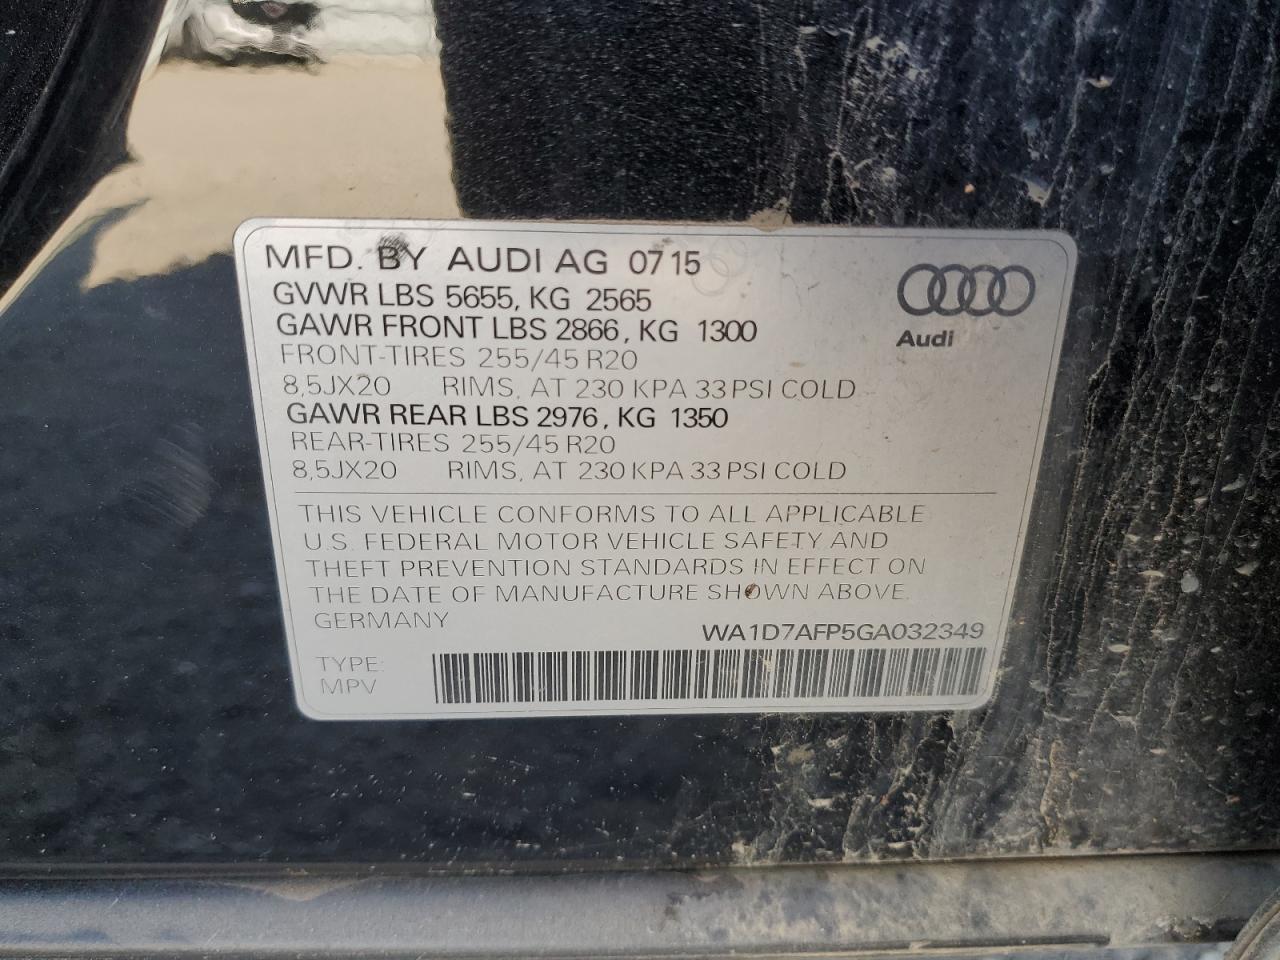 MFD. BY AUDI AG 0715
GVWR LBS 5655, KG 2565
GAWR FRONT LBS 2866, KG 1300
FRONT-TIRES 255/45 R20
8,5JX20 RIMS, AT 230 KPA 33 PSI COLD
GAWR REAR LBS 2976, KG 1350
REAR-TIRES 255/45 R20
8,5JX20 RIMS, AT 230 KPA 33 PSI COLD
Audi
THIS VEHICLE CONFORMS TO ALL APPLICABLE
U.S. FEDERAL MOTOR VEHICLE SAFETY AND
THEFT PREVENTION STANDARDS IN EFFECT ON
THE DATE OF MANUFACTURE SHOWN ABOVE.
GERMANY
WA1D7AFP5GA032349
TYPE:
MPV